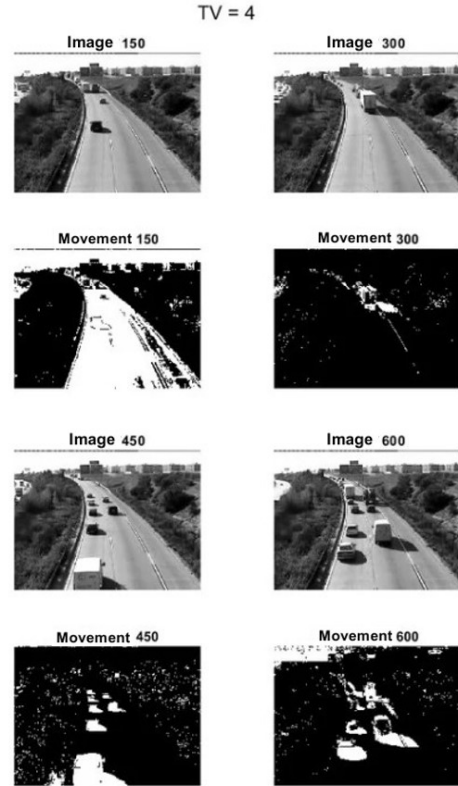 TV = 4
Image 150
Image 300
Movement 150
Movement 300
Image 450
Image 600
Movement 450
Movement 600